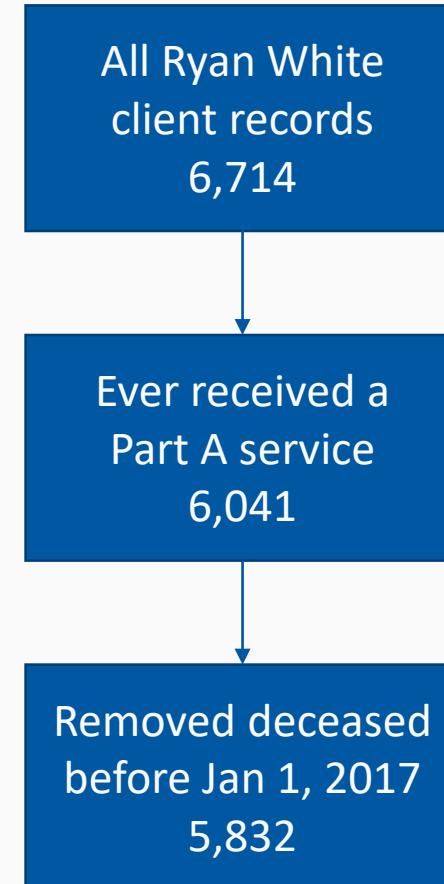 All Ryan White
client records
6,714
Ever received a
Part A service
6,041
Removed deceased
before Jan 1, 2017
5,832